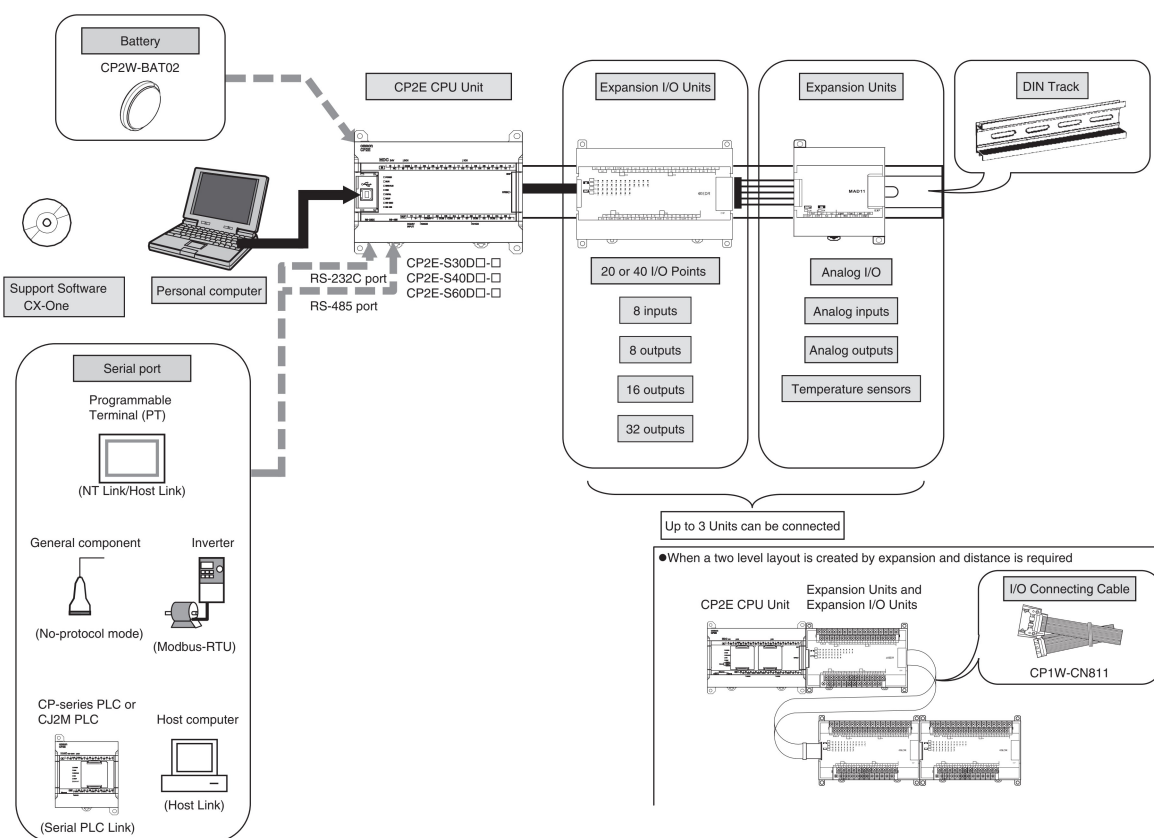 Battery
CP2W-BAT02
CP2E CPU Unit
Expansion I/O Units
Expansion Units
DIN Track
OMRON
CP2E
MAD11
Support Software
CX-One
Personal computer
RS-232C port
RS-485 port
CP2E-S30D□-□
CP2E-S40D□-□
CP2E-S60D□-□
20 or 40 I/O Points
8 inputs
8 outputs
16 outputs
32 outputs
Analog I/O
Analog inputs
Analog outputs
Temperature sensors
Serial port
Programmable
Terminal (PT)
(NT Link/Host Link)
General component
Inverter
(No-protocol mode)
(Modbus-RTU)
CP-series PLC or
CJ2M PLC
Host computer
(Serial PLC Link)
(Host Link)
Up to 3 Units can be connected
●When a two level layout is created by expansion and distance is required
CP2E CPU Unit
Expansion Units and
Expansion I/O Units
I/O Connecting Cable
CP1W-CN811